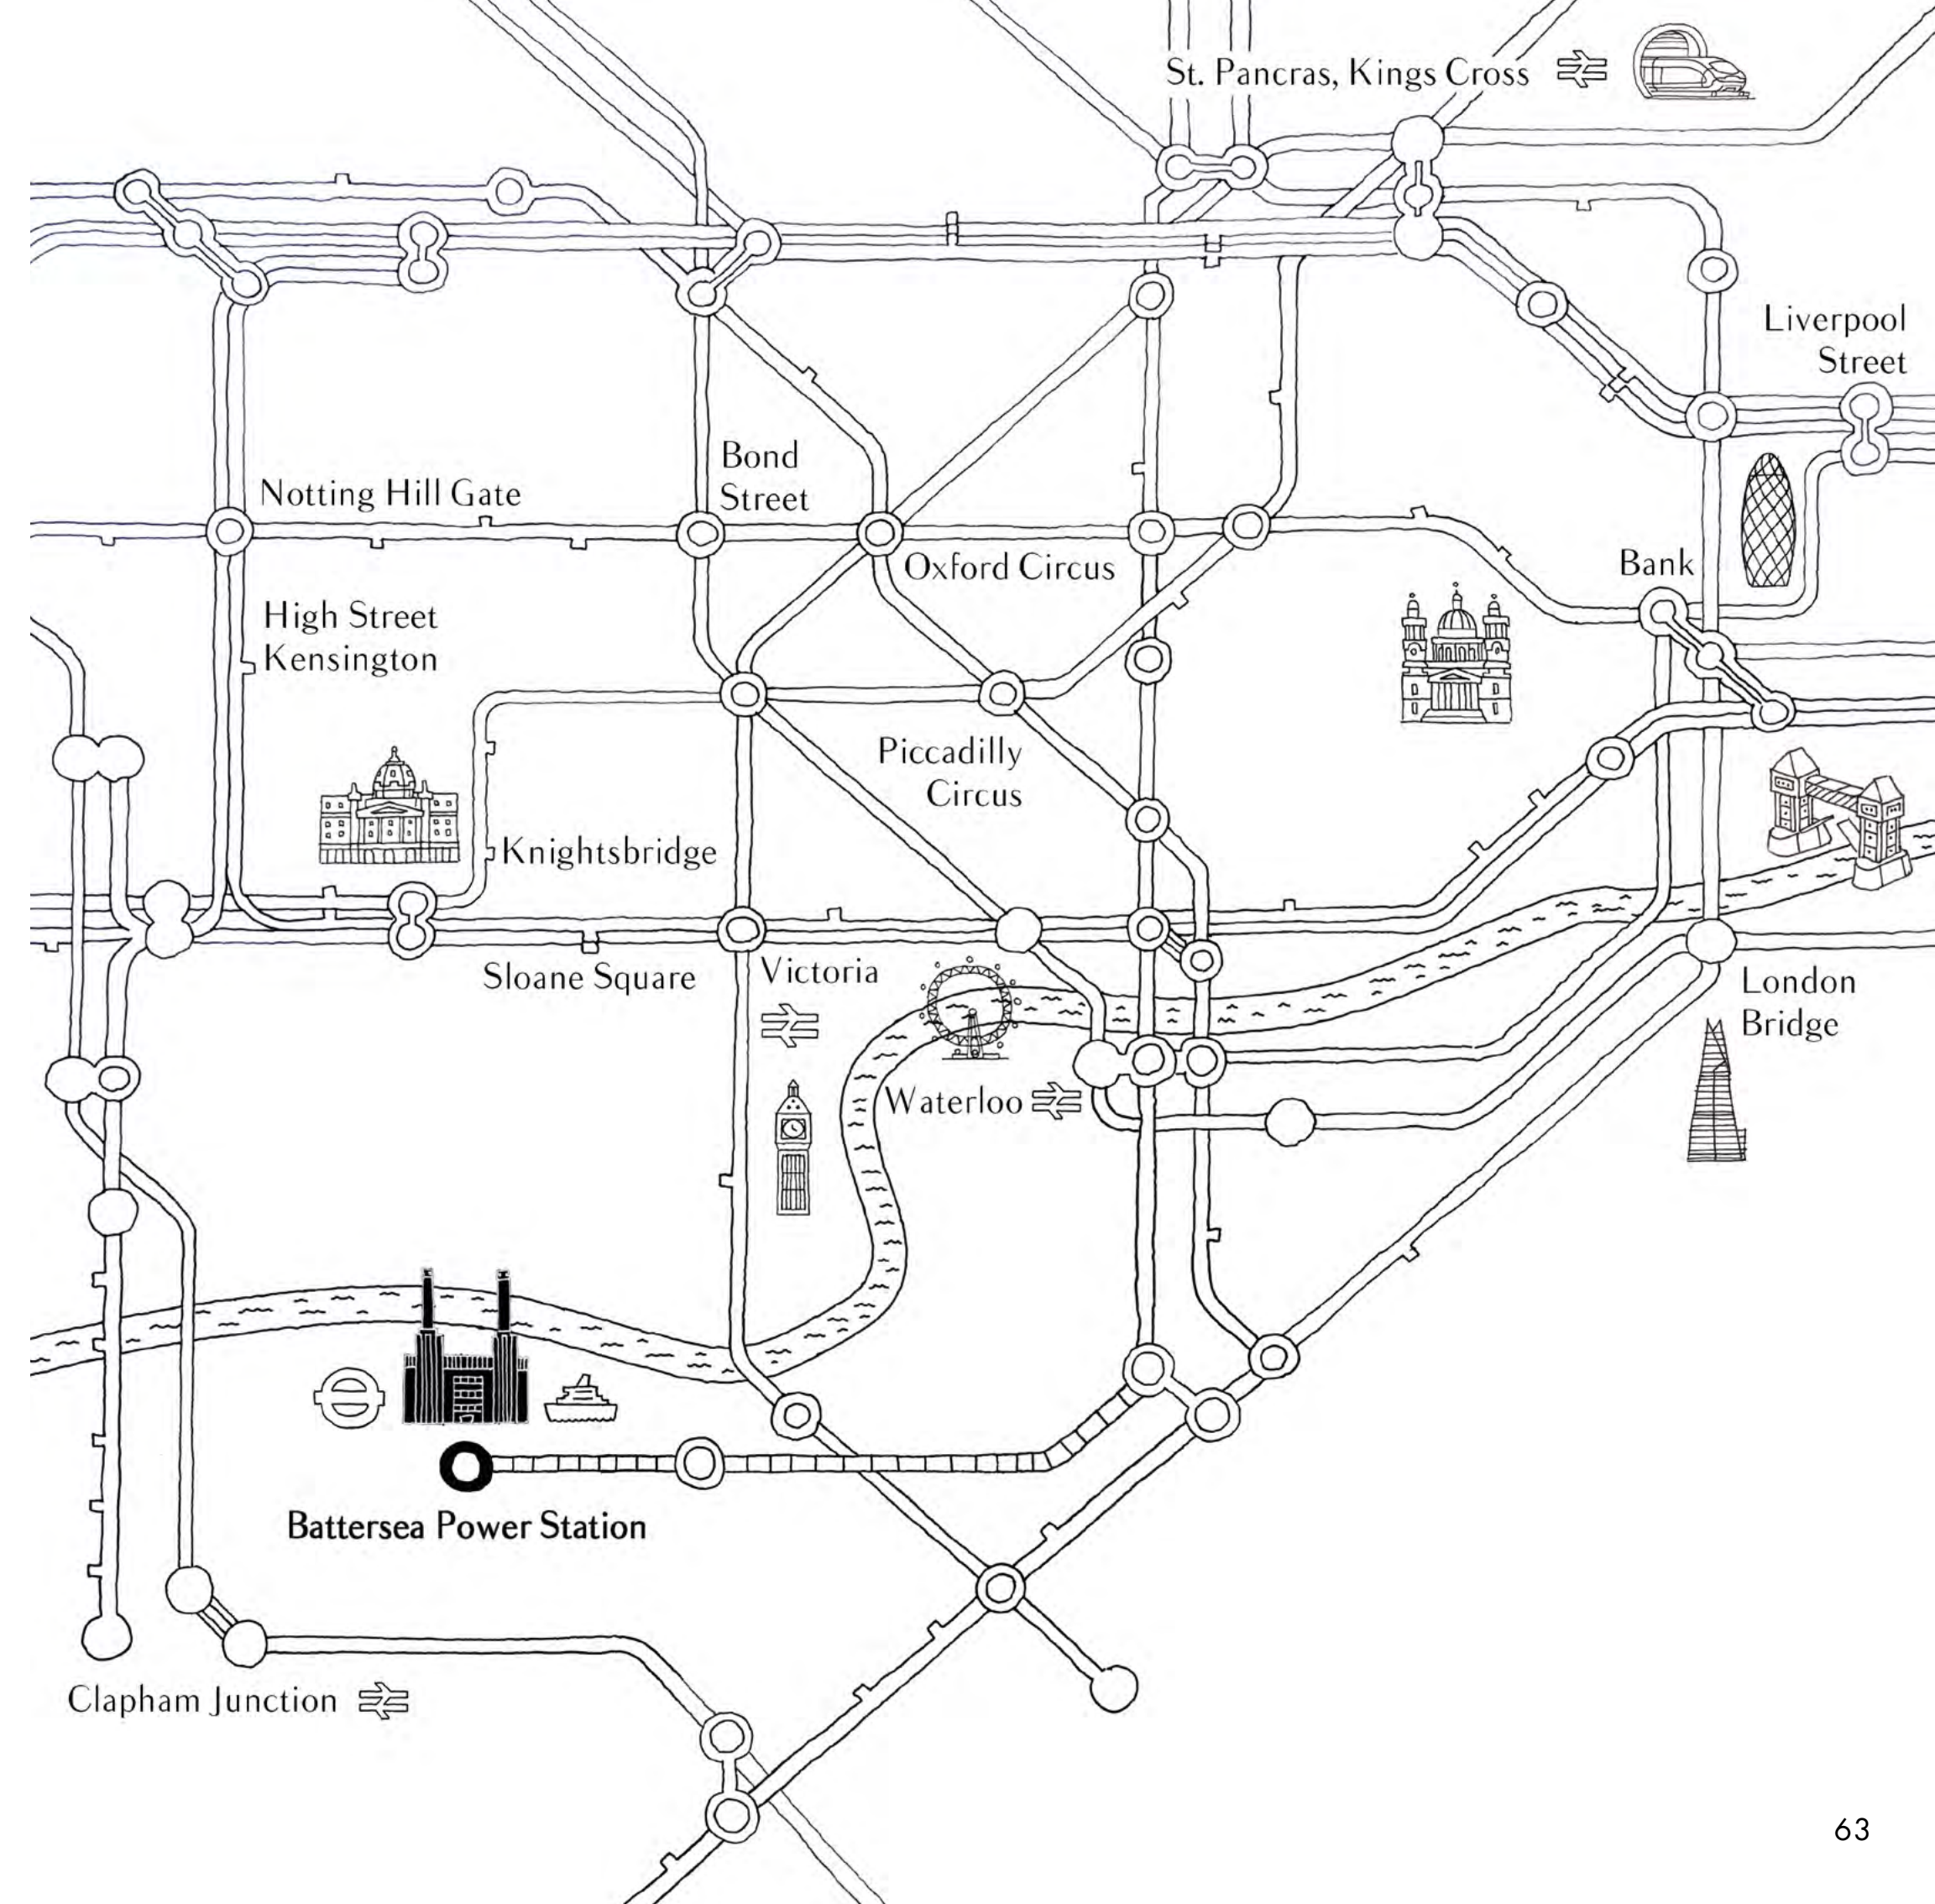 St. Pancras, Kings Cross
Liverpool
Street
Bond
Street
Notting Hill Gate
Oxford Circus
Bank
High Street
Kensington
Piccadilly
Circus
Knightsbridge
Sloane Square
Victoria
London
Bridge
Waterloo
Battersea Power Station
Clapham Junction
63